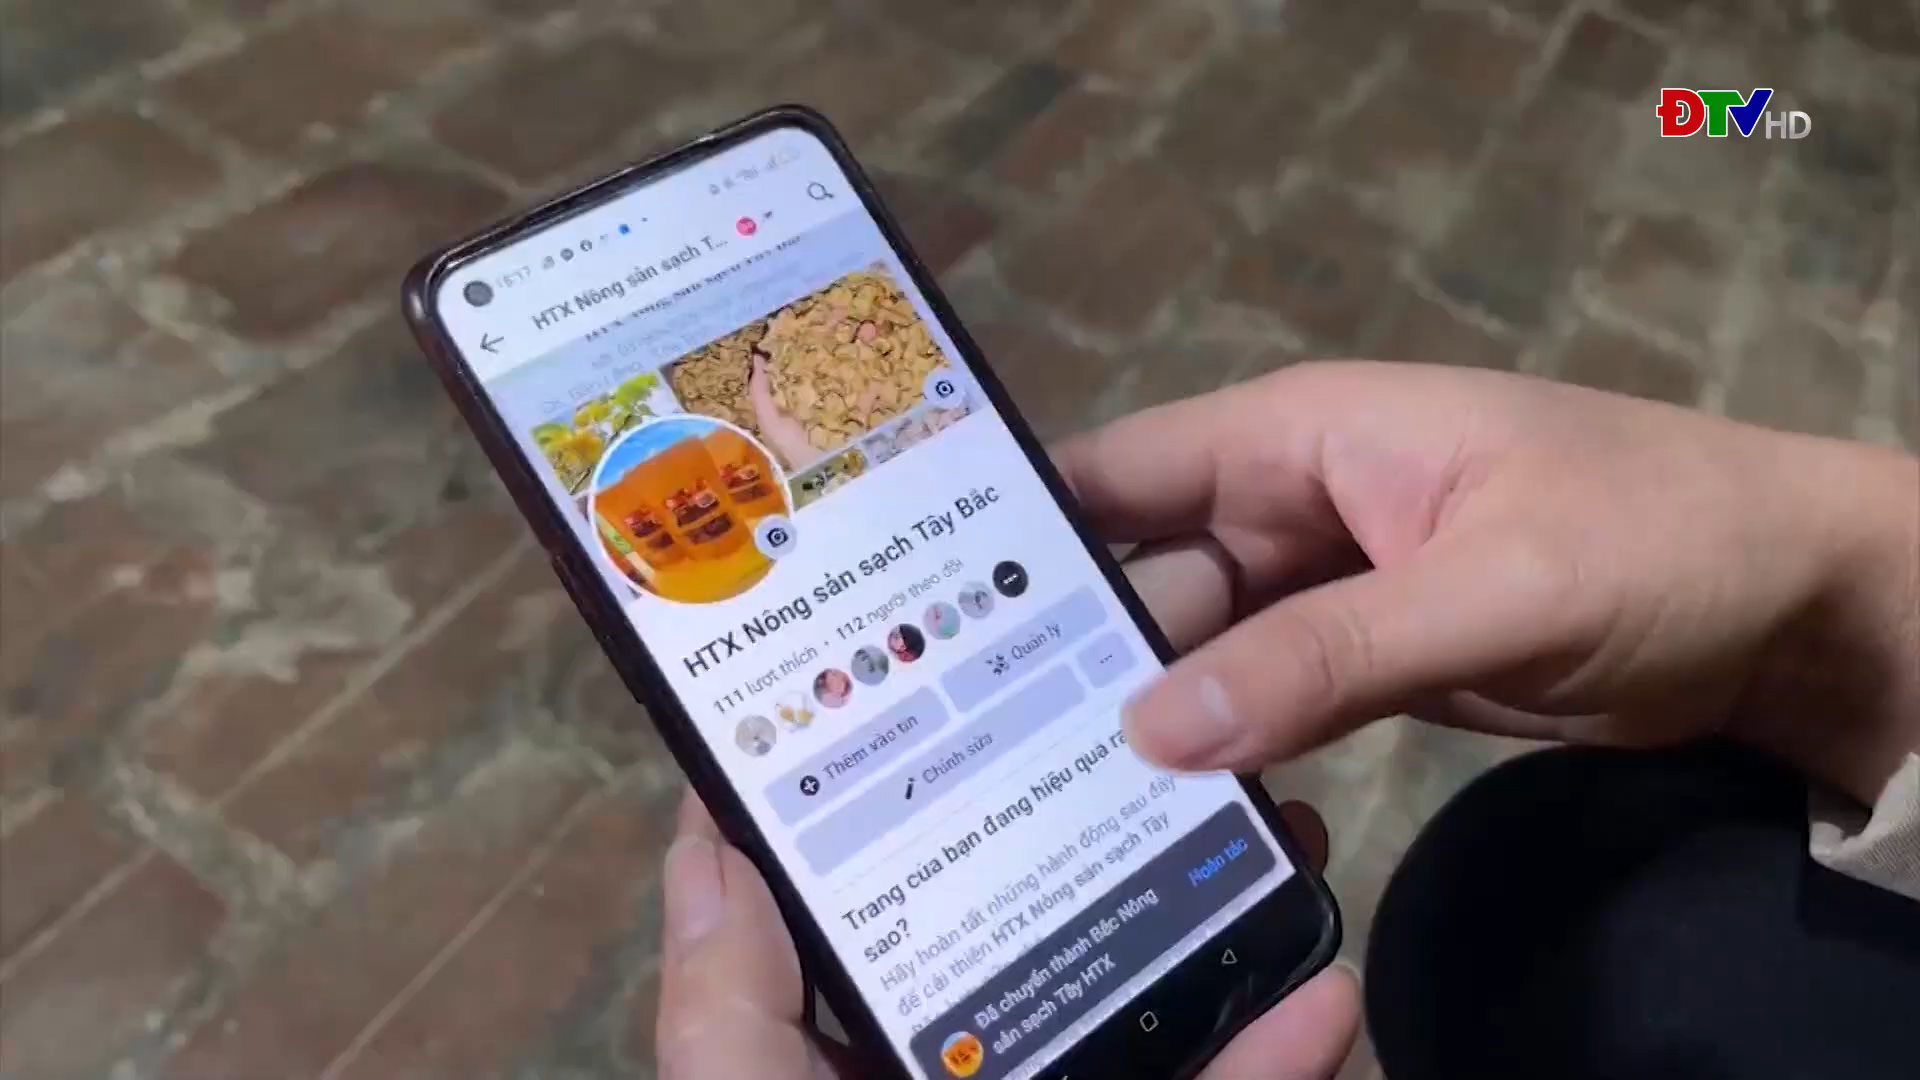 ĐTV HD
HTX Nông sản sạch T...
HTX Nông sản sạch Tây Bắc
111 lượt thích · 112 người theo dõi
Thêm vào tin
Quản lý
Chỉnh sửa
...
Trang của bạn đang hiệu quả ra
sao?
Hãy hoàn tất những hành động sau đây
để cải thiện HTX Nông sản sạch Tây
Đã chuyển thành Bắc Nông
sản sạch Tây HTX
Hoàn tác